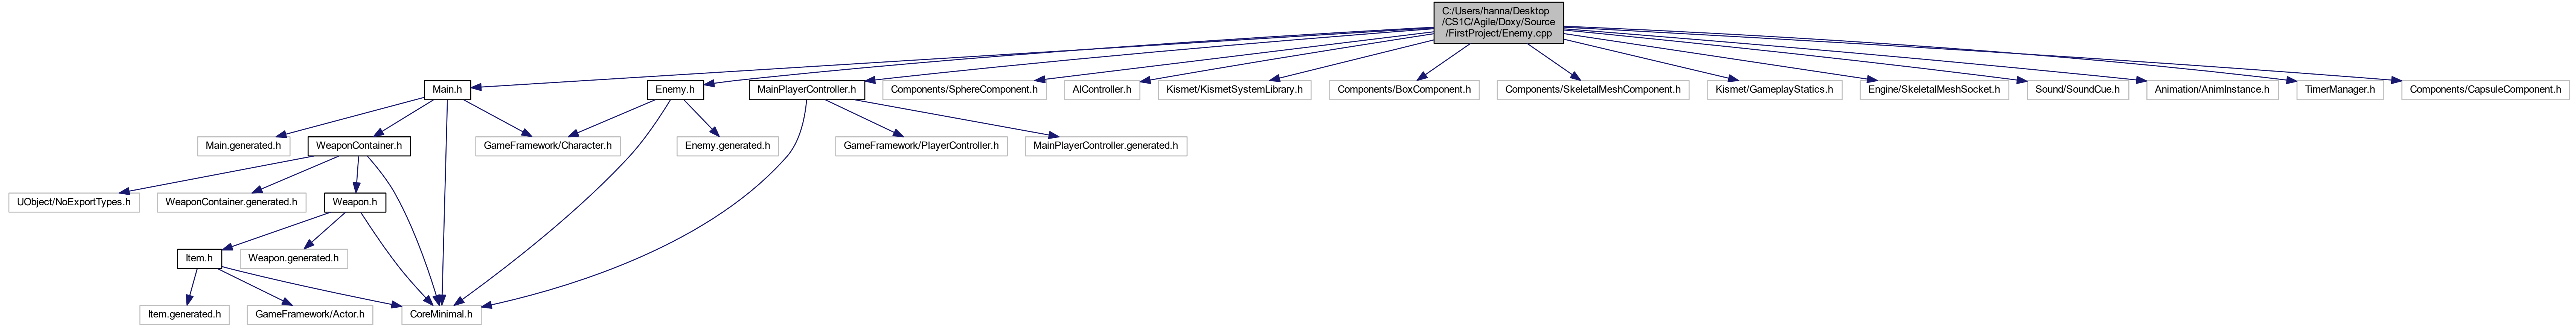 C:/Users/hanna/Desktop
/CS1C/Agile/Doxy/Source
/FirstProject/Enemy.cpp
Main.h
Enemy.h
MainPlayerController.h
Components/SphereComponent.h
AIController.h
Kismet/KismetSystemLibrary.h
Components/BoxComponent.h
Components/SkeletalMeshComponent.h
Kismet/GameplayStatics.h
Engine/SkeletalMeshSocket.h
Sound/SoundCue.h
Animation/AnimInstance.h
TimerManager.h
Components/CapsuleComponent.h
Main.generated.h
WeaponContainer.h
GameFramework/Character.h
Enemy.generated.h
GameFramework/PlayerController.h
MainPlayerController.generated.h
UObject/NoExportTypes.h
WeaponContainer.generated.h
Weapon.h
Item.h
Weapon.generated.h
Item.generated.h
GameFramework/Actor.h
CoreMinimal.h